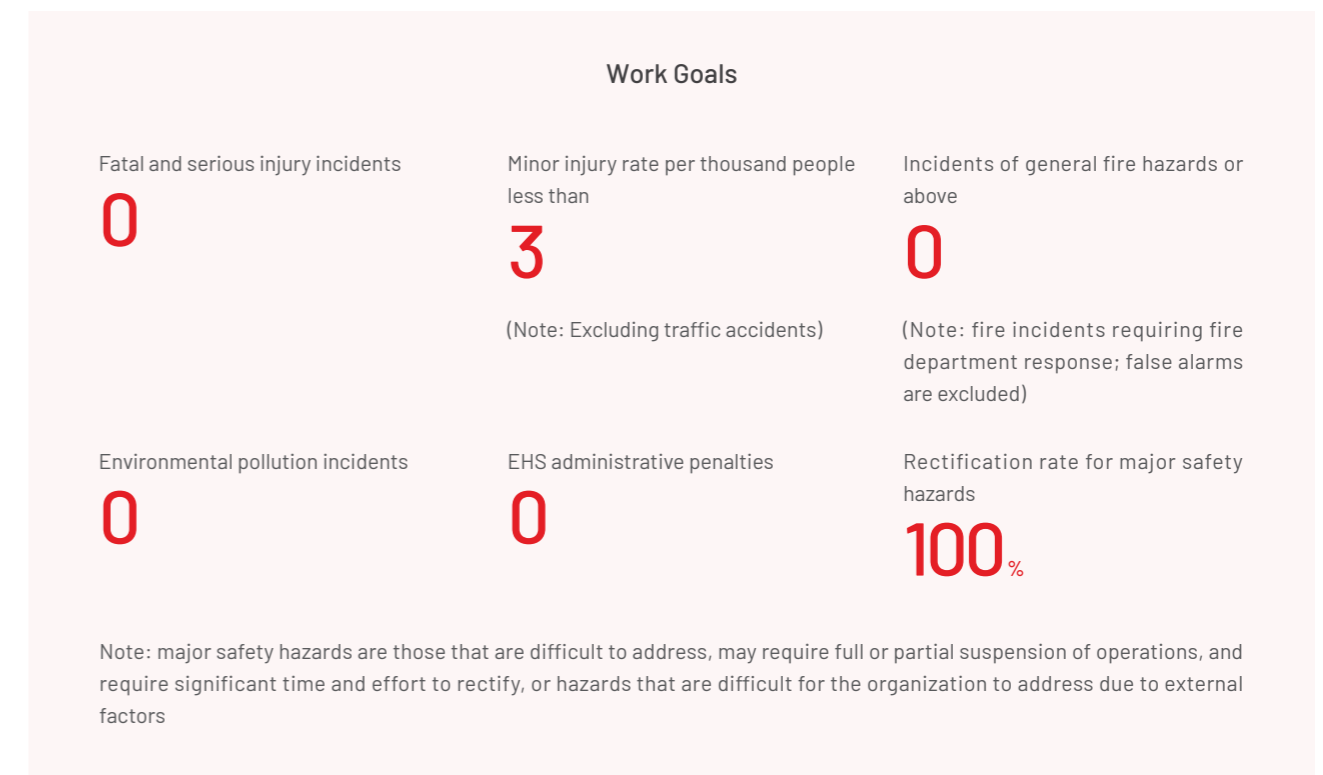 Work Goals
Fatal and serious injury incidents
0
Minor injury rate per thousand people
less than
3
(Note: Excluding traffic accidents)
Incidents of general fire hazards or
above
0
(Note: fire incidents requiring fire
department response; false alarms
are excluded)
Environmental pollution incidents
0
EHS administrative penalties
0
Rectification rate for major safety
hazards
100%
Note: major safety hazards are those that are difficult to address, may require full or partial suspension of operations, and
require significant time and effort to rectify, or hazards that are difficult for the organization to address due to external
factors